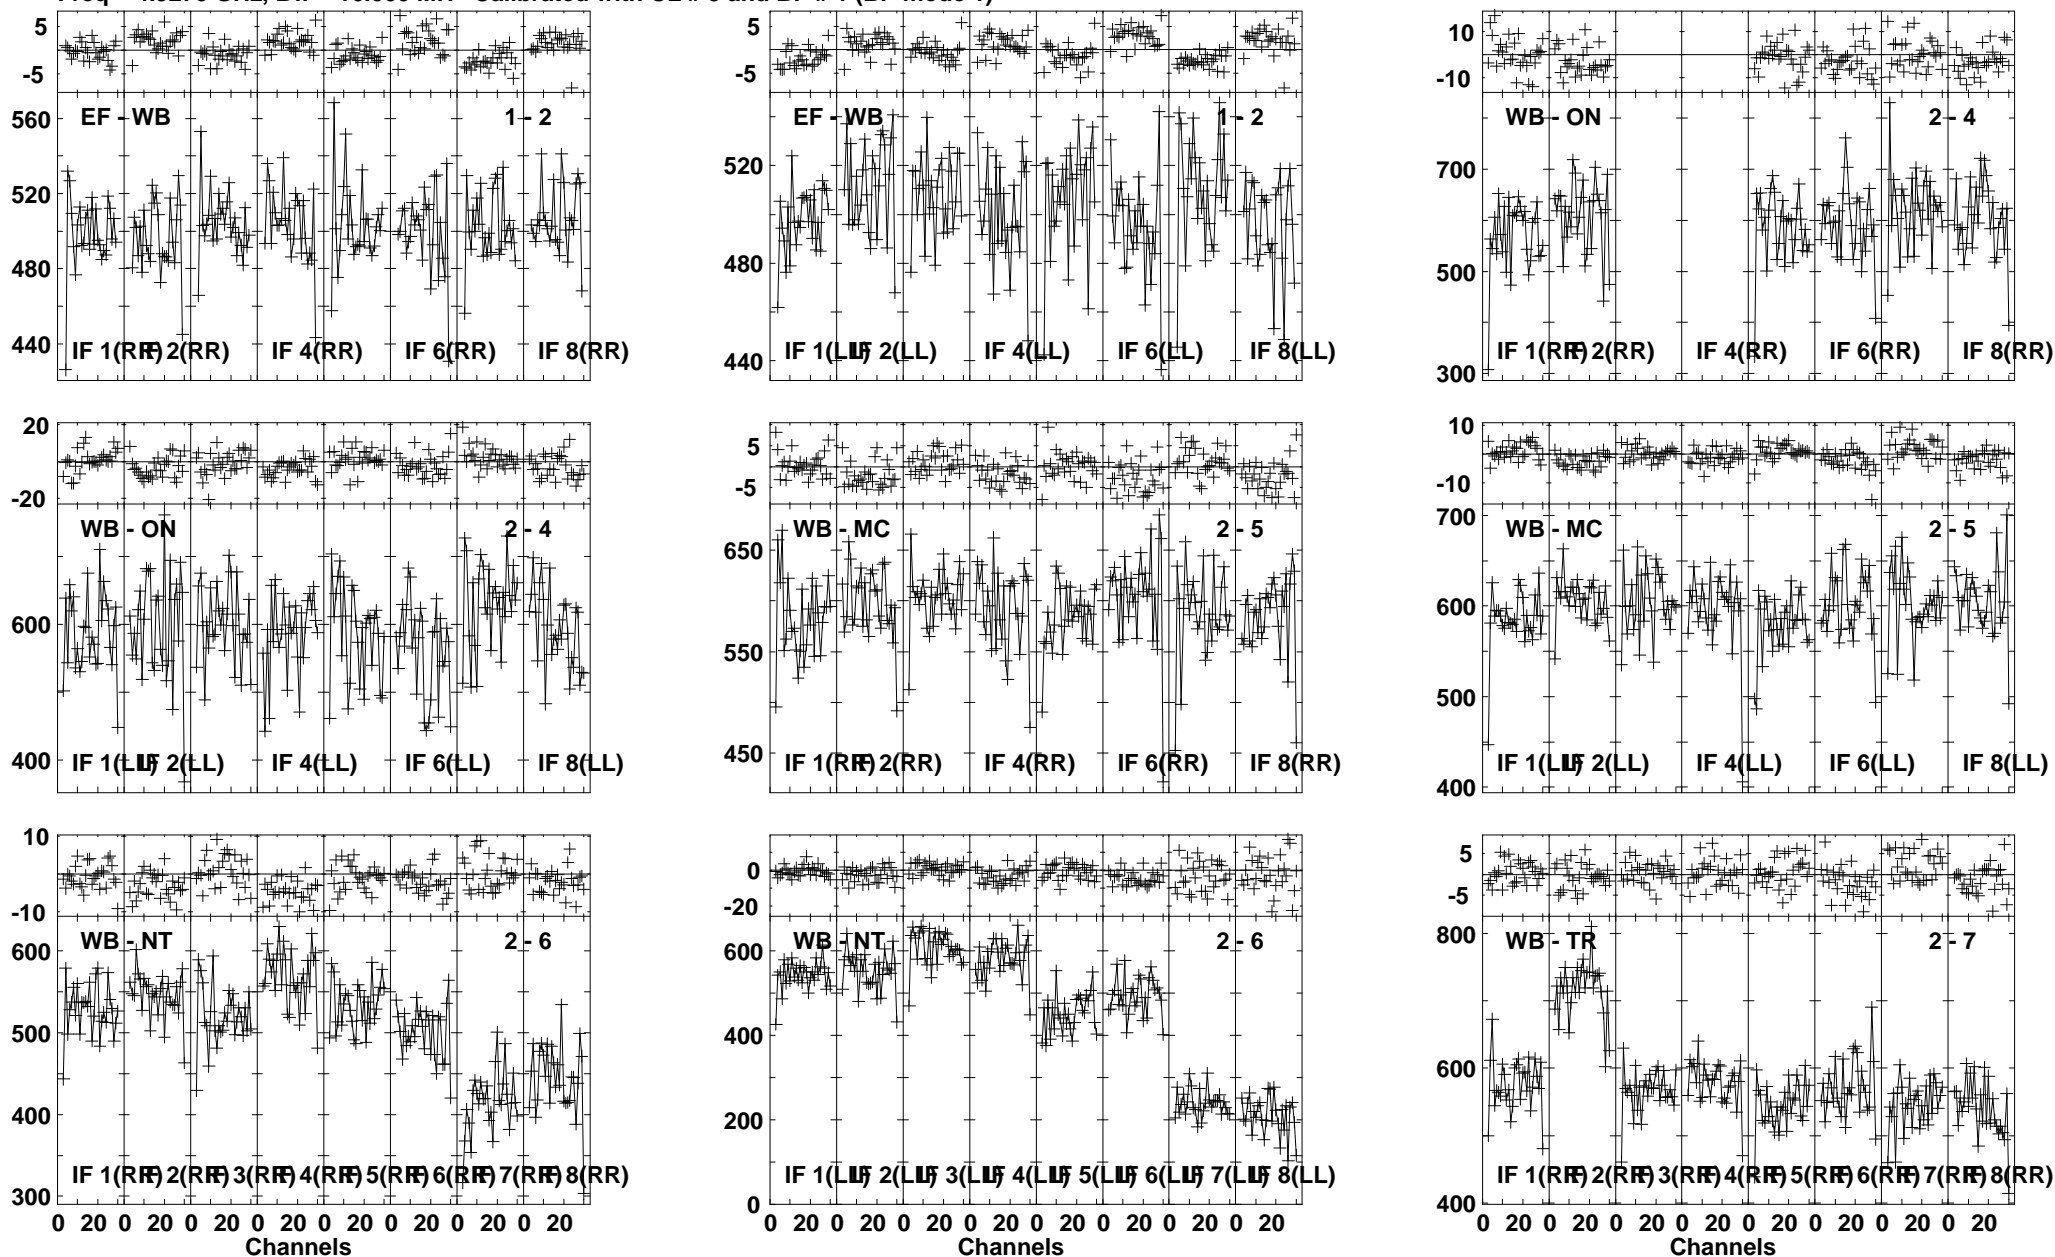 5 5 10
-5 -5 -10
560 EF - WB 1 - 2 EF - WB 1 - 2 WB - ON 2 - 4
520 520 700
480 480 500
440 IF 1(RR) IF 2(RR) IF 4(RR) IF 6(RR) IF 8(RR) 440 IF 1(LL) IF 2(LL) IF 4(LL) IF 6(LL) IF 8(LL) 300 IF 1(RR) IF 2(RR) IF 4(RR) IF 6(RR) IF 8(RR)
20 5 10
-20 -5 -10
WB - ON 2 - 4 WB - MC 2 - 5 700 WB - MC 2 - 5
600 650 600
550 500
400 IF 1(LL) IF 2(LL) IF 4(LL) IF 6(LL) IF 8(LL) 450 IF 1(RR) IF 2(RR) IF 4(RR) IF 6(RR) IF 8(RR) 400 IF 1(LL) IF 2(LL) IF 4(LL) IF 6(LL) IF 8(LL)
10 0 5
-10 -20 -5
600 WB - NT 2 - 6 600 WB - NT 2 - 6 800 WB - TR 2 - 7
500 400 600
400 200
300 IF 1(RR) IF 2(RR) IF 3(RR) IF 4(RR) IF 5(RR) IF 6(RR) IF 7(RR) IF 8(RR) 0 IF 1(LL) IF 2(LL) IF 3(LL) IF 4(LL) IF 5(LL) IF 6(LL) IF 7(LL) IF 8(LL) 400 IF 1(RR) IF 2(RR) IF 3(RR) IF 4(RR) IF 5(RR) IF 6(RR) IF 7(RR) IF 8(RR)
0 20 0 20 0 20 0 20 0 20 0 20 0 20 0 20 0 20 0 20 0 20 0 20 0 20 0 20 0 20 0 20 0 20 0 20 0 20 0 20 0 20 0 20 0 20 0 20
Channels Channels Channels